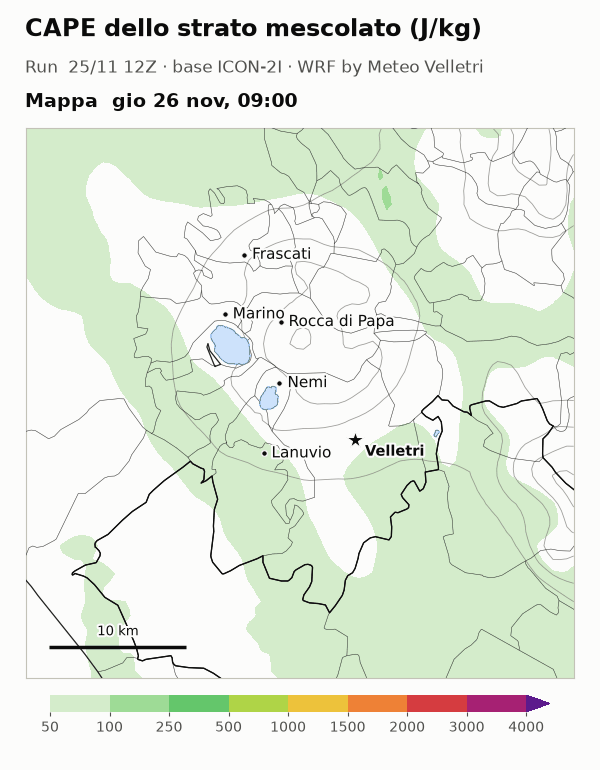 CAPE dello strato mescolato (J/kg)
Run  25/11 12Z · base ICON-2I · WRF by Meteo Velletri
Mappa  gio 26 nov, 09:00
Frascati
Marino
Rocca di Papa
Nemi
Velletri
Lanuvio
10 km
50 100 250 500 1000 1500 2000 3000 4000